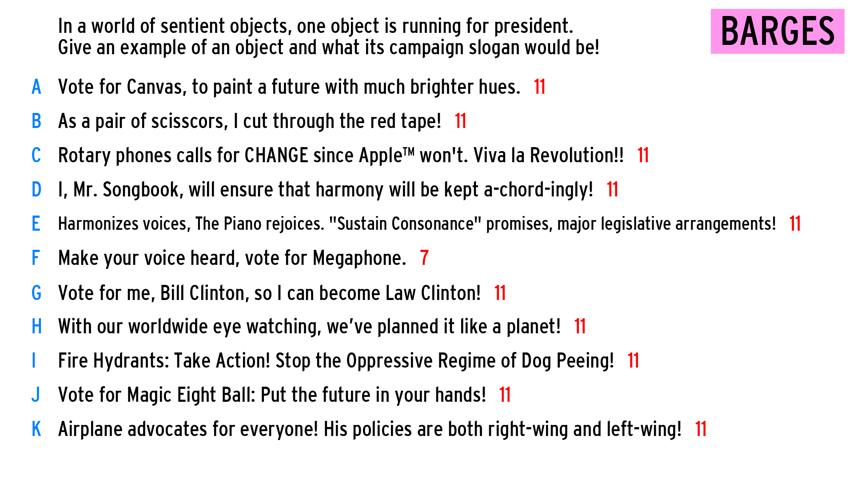 In a world of sentient objects, one object is running for president.
Give an example of an object and what its campaign slogan would be!
BARGES
A Vote for Canvas, to paint a future with much brighter hues. 11
B As a pair of scisscors, I cut through the red tape! 11
C Rotary phones calls for CHANGE since Apple™ won't. Viva la Revolution!! 11
D I, Mr. Songbook, will ensure that harmony will be kept a-chord-ingly! 11
E Harmonizes voices, The Piano rejoices. "Sustain Consonance" promises, major legislative arrangements! 11
F Make your voice heard, vote for Megaphone. 7
G Vote for me, Bill Clinton, so I can become Law Clinton! 11
H With our worldwide eye watching, we've planned it like a planet! 11
I Fire Hydrants: Take Action! Stop the Oppressive Regime of Dog Peeing! 11
J Vote for Magic Eight Ball: Put the future in your hands! 11
K Airplane advocates for everyone! His policies are both right-wing and left-wing! 11